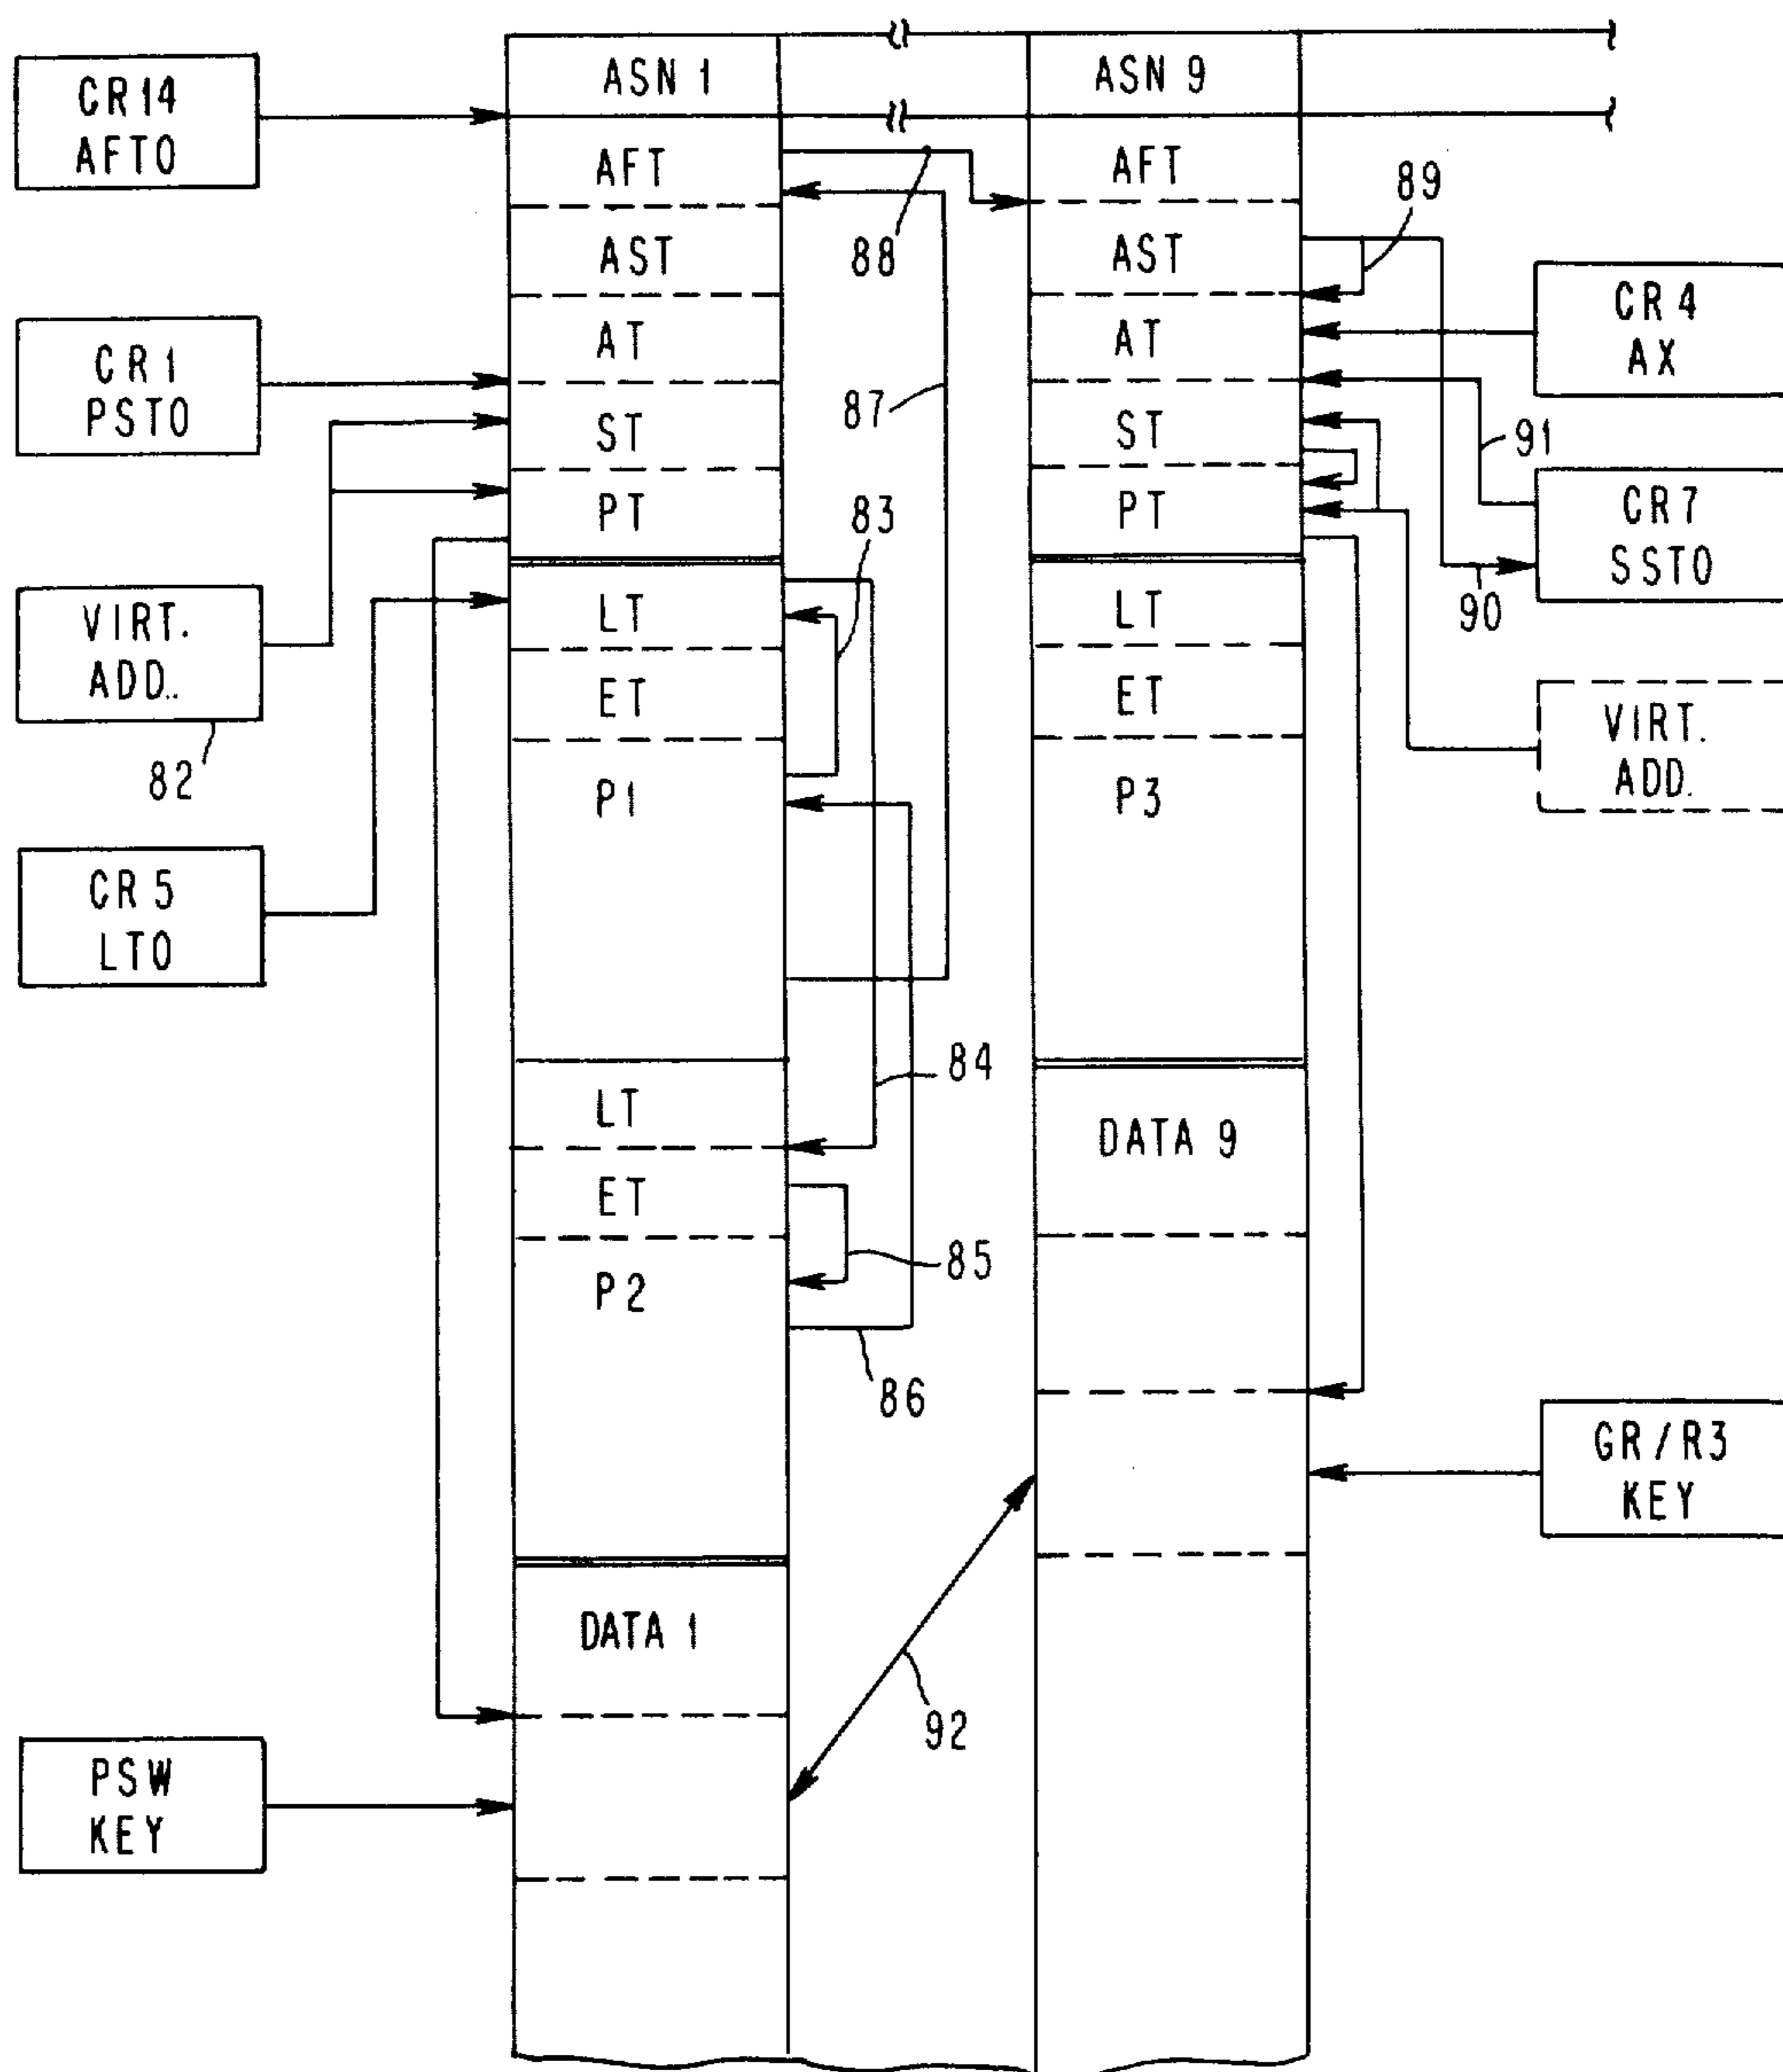 CR14
AFTO
CR1
PSTO
VIRT.
ADD..
82
CR5
LTO
PSW
KEY
ASN 1
AFT
AST
AT
ST
PT
LT
ET
P1
LT
ET
P2
DATA 1
88
87
83
84
85
86
92
ASN 9
AFT
AST
AT
ST
PT
LT
ET
P3
DATA 9
89
CR4
AX
91
CR7
SSTO
90
VIRT.
ADD.
GR/R3
KEY